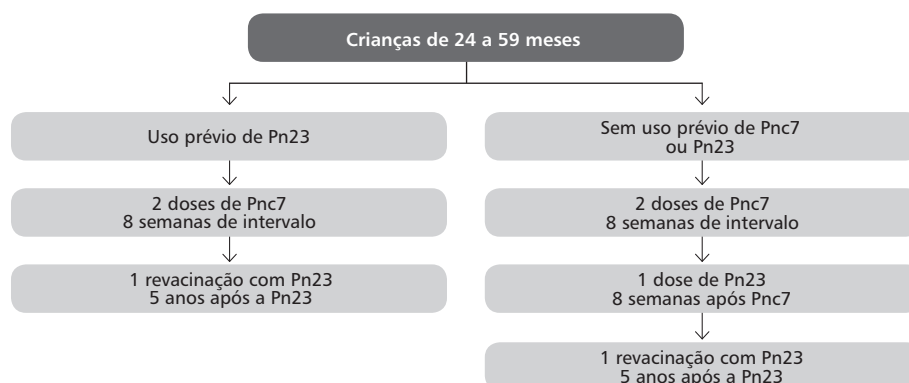 Crianças de 24 a 59 meses
Uso prévio de Pn23
2 doses de Pnc7
8 semanas de intervalo
1 revacinação com Pn23
5 anos após a Pn23
Sem uso prévio de Pnc7
ou Pn23
2 doses de Pnc7
8 semanas de intervalo
1 dose de Pn23
8 semanas após Pnc7
1 revacinação com Pn23
5 anos após a Pn23